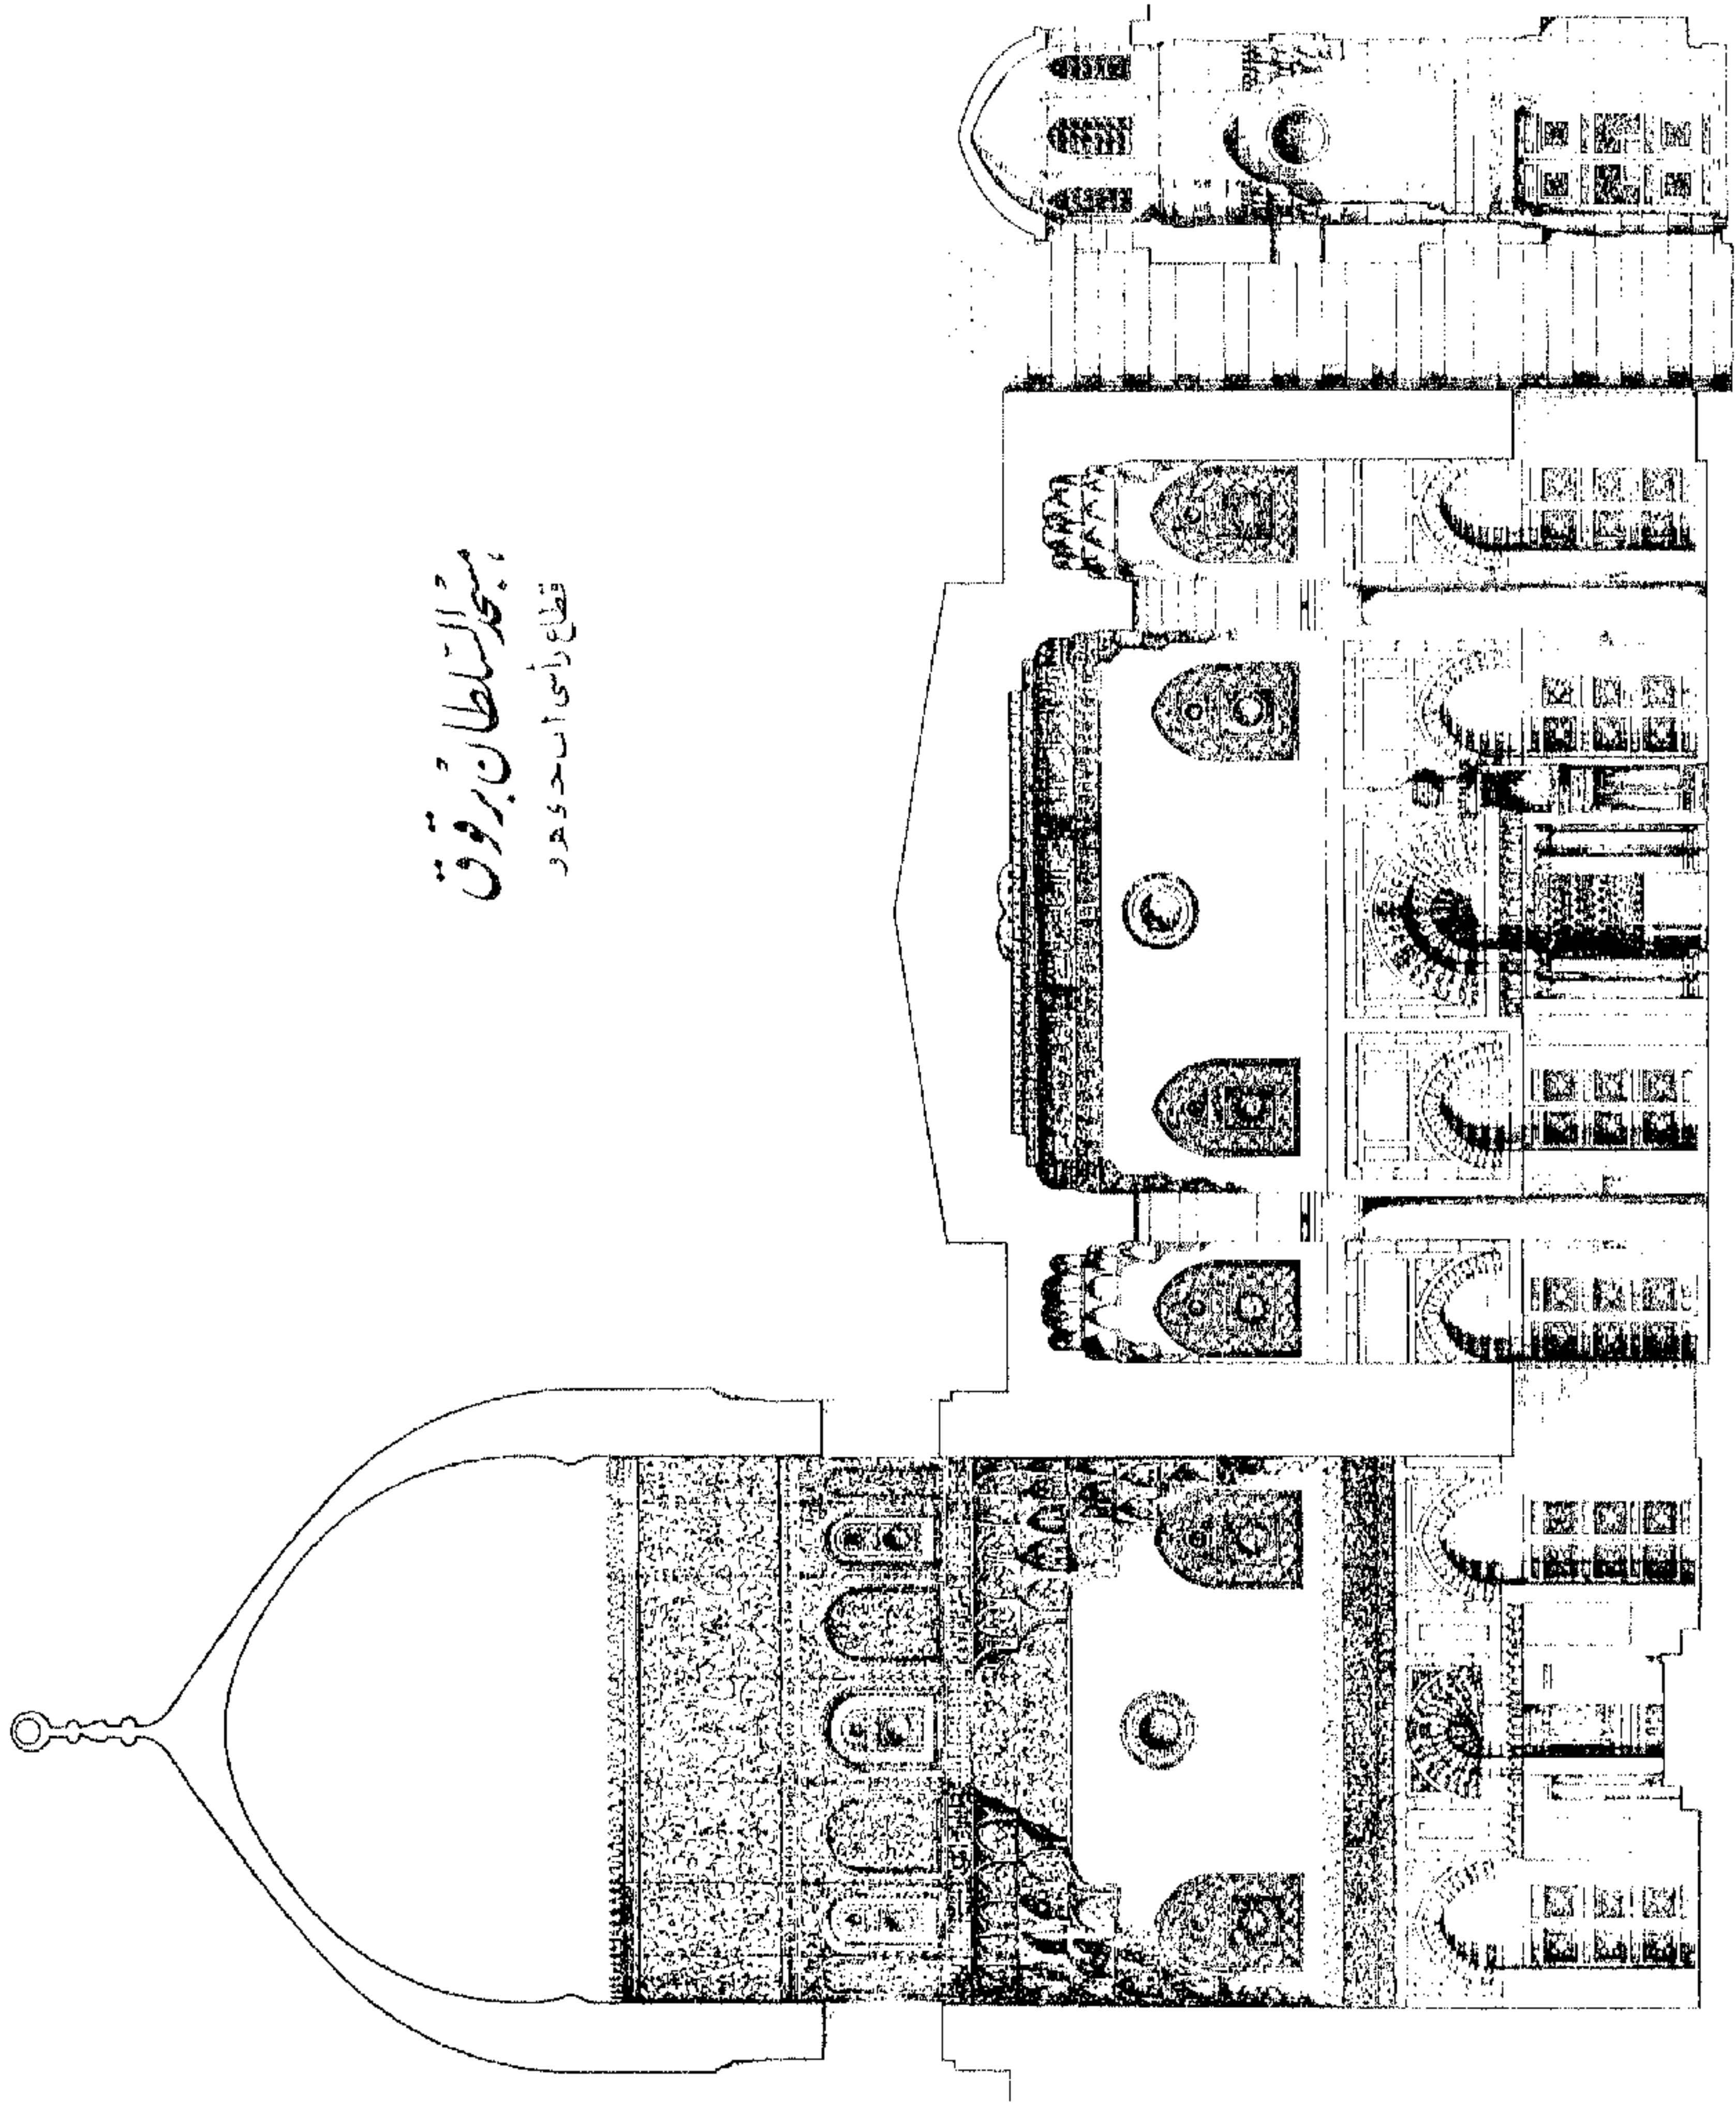 مسجد السلطان برقوق
قطاع رأسى ا ب ح د ه و